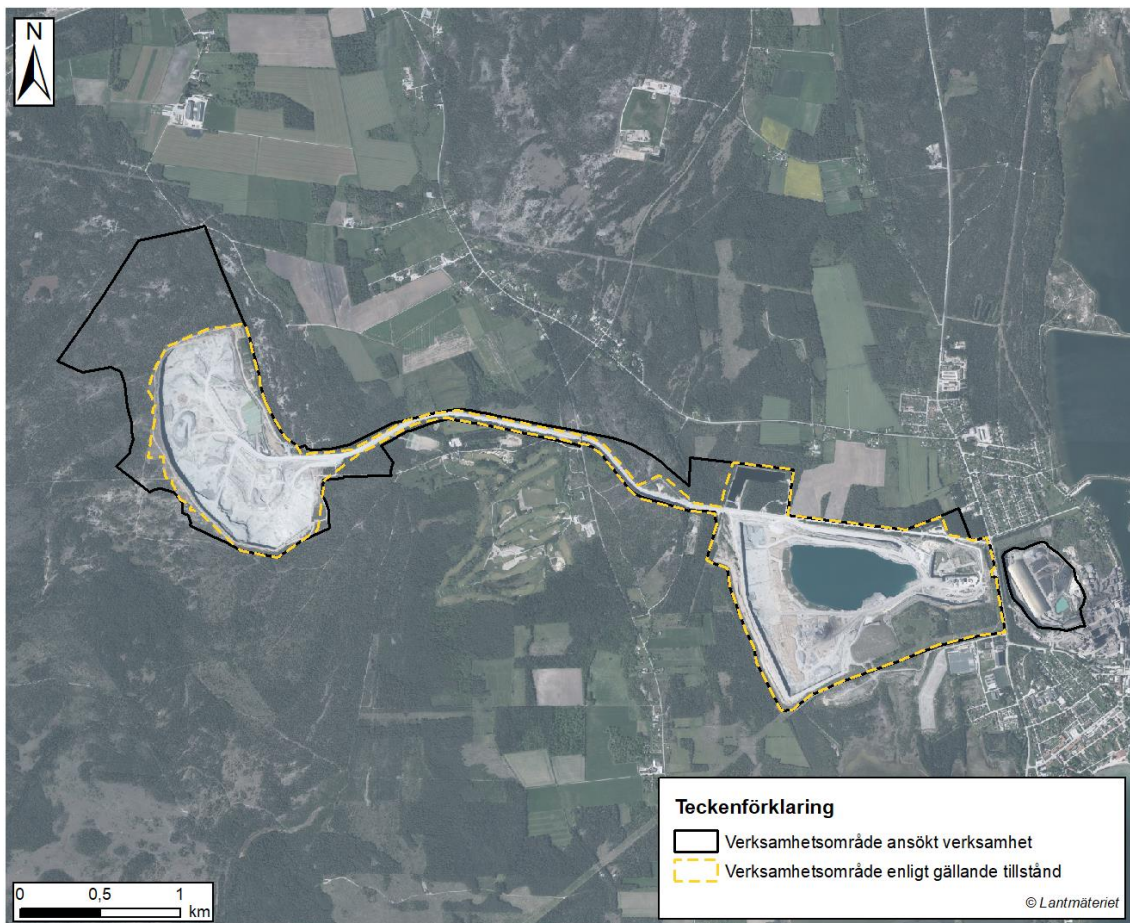 N
Teckenförklaring
Verksamhetsområde ansökt verksamhet
Verksamhetsområde enligt gällande tillstånd
© Lantmäteriet
0 0,5 1
km